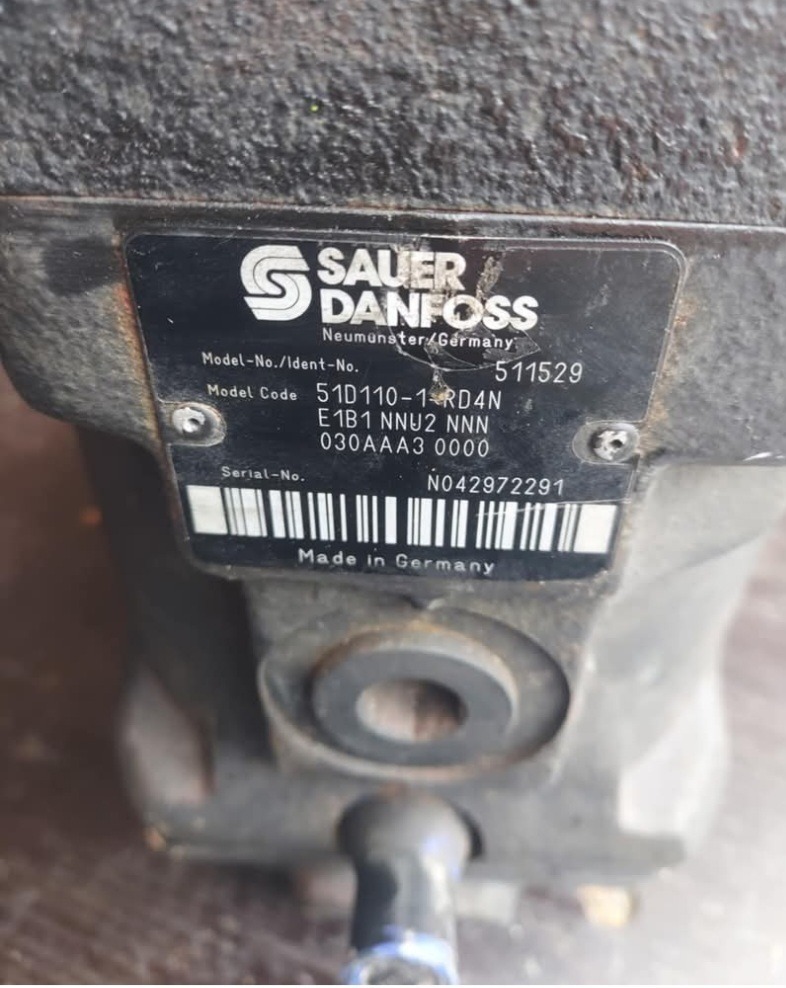 SAUER
DANFOSS
Neumünster/Germany
Model-No./Ident-No. 511529
Model Code 51D110-1-RD4N
E1B1 NNU2 NNN
030AAA3 0000
Serial-No. N042972291
Made in Germany